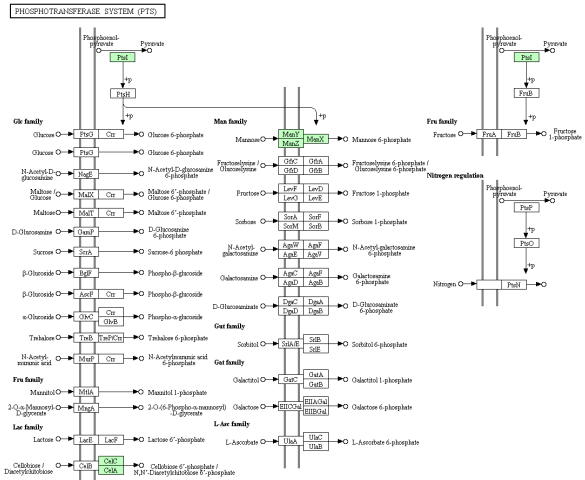 PHOSPHOTRANSFERASE SYSTEM (PTS)
Phosphoenol-
pyruvate
Pyruvate
PtsI
+p
PtsH
+p
+p
Glc family
Glucose PtsG Crr Glucose 6-phosphate
Glucose PtsG Glucose 6-phosphate
N-Acetyl-D-
glucosamine
NagE
N-Acetyl-D-glucosamine
6-phosphate
Maltose /
Glucose
MalX Crr
Maltose 6'-phosphate /
Glucose 6-phosphate
Maltose MalT Crr Maltose 6'-phosphate
D-Glucosamine GamP
D-Glucosamine
6-phosphate
Sucrose ScrA Sucrose-6-phosphate
β-Glucoside BglF Phospho-β-glucoside
β-Glucoside AscF Crr Phospho-β-glucoside
α-Glucoside GlvC Crr
GlvB
Phospho-α-glucoside
Trehalose TreB TreP/Crr Trehalose 6-phosphate
N-Acetyl-
muramic acid
MurP Crr
N-Acetylmuramic acid
6-phosphate
Fru family
Mannitol MtlA Mannitol 1-phosphate
2-O-α-Mannosyl-
D-glycerate
MngA
2-O-(6-Phospho-α-mannosyl)
-D-glycerate
Lac family
Lactose LacE LacF Lactose 6'-phosphate
Cellobiose /
Diacetylchitobiose
CelB CelC
CelA
Cellobiose 6'-phosphate /
N,N'-Diacetylchitobiose 6'-phosphate
Man family
Mannose ManY
ManZ
ManX Mannose 6-phosphate
Fructoselysine /
Glucoselysine
GfrC GfrA
GfrD GfrB
Fructoselysine 6-phosphate /
Glucoselysine 6-phosphate
Fructose LevF LevD
LevG LevE
Fructose 1-phosphate
Sorbose SorA SorF
SorM SorB
Sorbose 1-phosphate
N-Acetyl-
galactosamine
AgaW AgaF
AgaE AgaV
N-Acetyl-galactosamine
6-phosphate
Galactosamine AgaC AgaF
AgaD AgaB
Galactosamine
6-phosphate
D-Glucosaminate DgaC DgaA
DgaD DgaB
D-Glucosaminate
6-phosphate
Gut family
Sorbitol SrlA/E SrlB
SrlE
Sorbitol 6-phosphate
Gat family
Galactitol GatC GatA
GatB
Galactitol 1-phosphate
Galactose EIICGal EIIAGal
EIIBGal
Galactose 6-phosphate
L-Asc family
L-Ascorbate UlaA UlaC
UlaB
L-Ascorbate 6-phosphate
Phosphoenol-
pyruvate
Pyruvate
PtsI
+p
FruB
+p
Fru family
Fructose FruA FruB
Fructose
1-phosphate
Nitrogen regulation
Phosphoenol-
pyruvate
Pyruvate
PtsP
+p
PtsO
+p
Nitrogen PtsN